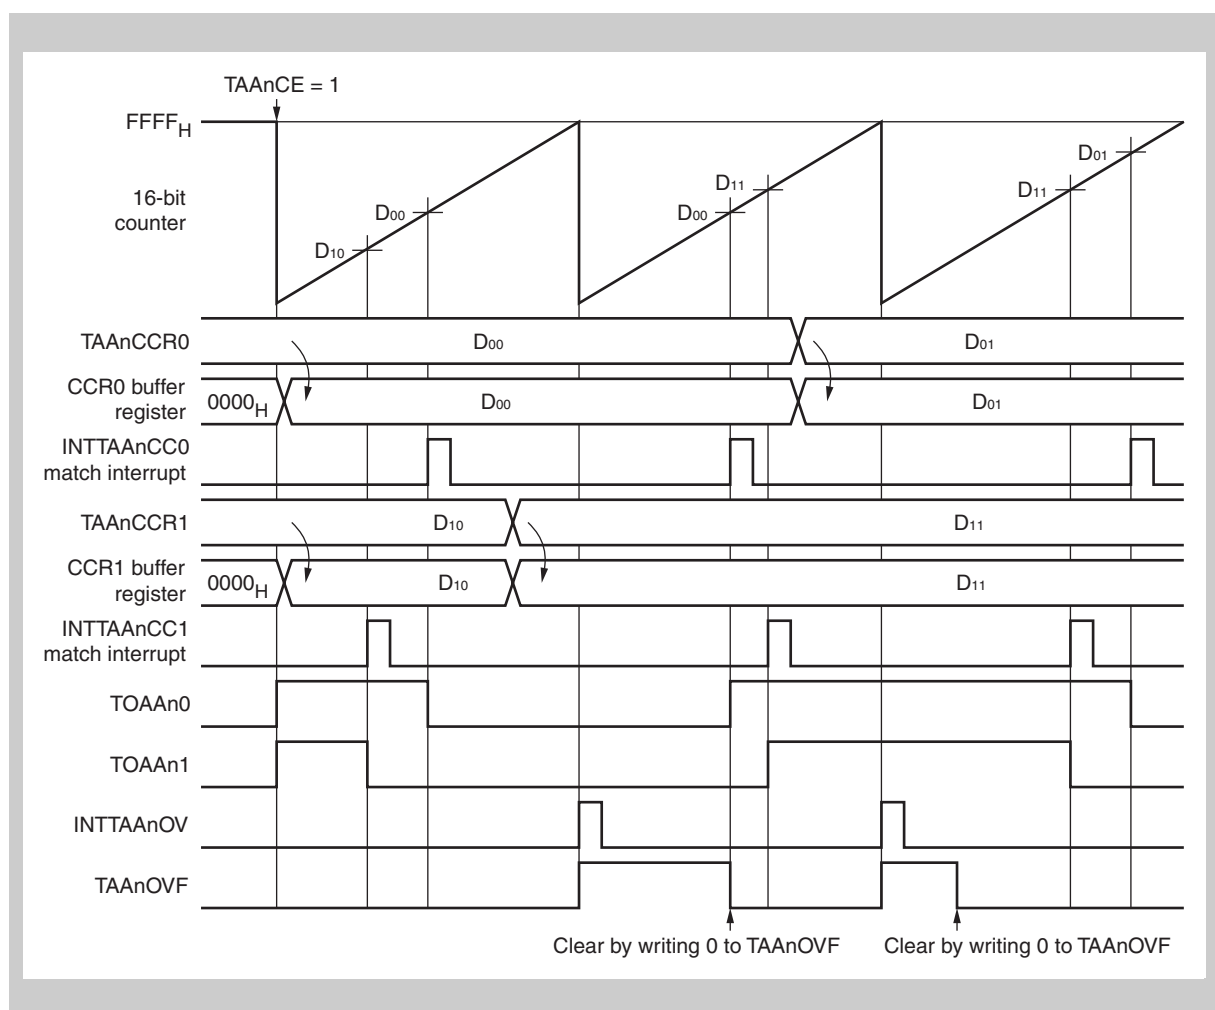 TAAnCE = 1
FFFFH
D01
D11
D11
16-bit
counter
D00
D00
D10
TAAnCCR0
D00
D01
CCR0 buffer
register
0000H
D00
D01
INTTAAnCC0
match interrupt
TAAnCCR1
D10
D11
CCR1 buffer
register
0000H
D10
D11
INTTAAnCC1
match interrupt
TOAAn0
TOAAn1
INTTAAnOV
TAAnOVF
Clear by writing 0 to TAAnOVF
Clear by writing 0 to TAAnOVF